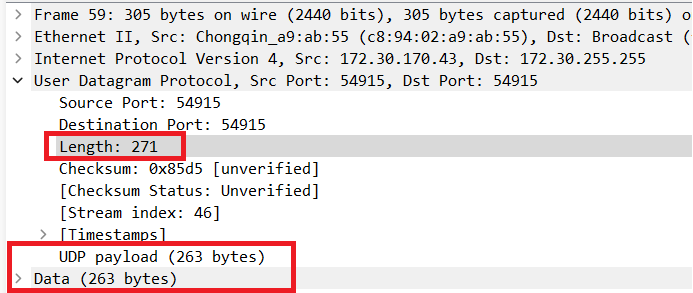 Frame 59: 305 bytes on wire (2440 bits), 305 bytes captured (2440 bits) o
Ethernet II, Src: Chongqin_a9:ab:55 (c8:94:02:a9:ab:55), Dst: Broadcast (
Internet Protocol Version 4, Src: 172.30.170.43, Dst: 172.30.255.255
User Datagram Protocol, Src Port: 54915, Dst Port: 54915
Source Port: 54915
Destination Port: 54915
Length: 271
Checksum: 0x85d5 [unverified]
[Checksum Status: Unverified]
[Stream index: 46]
[Timestamps]
UDP payload (263 bytes)
Data (263 bytes)